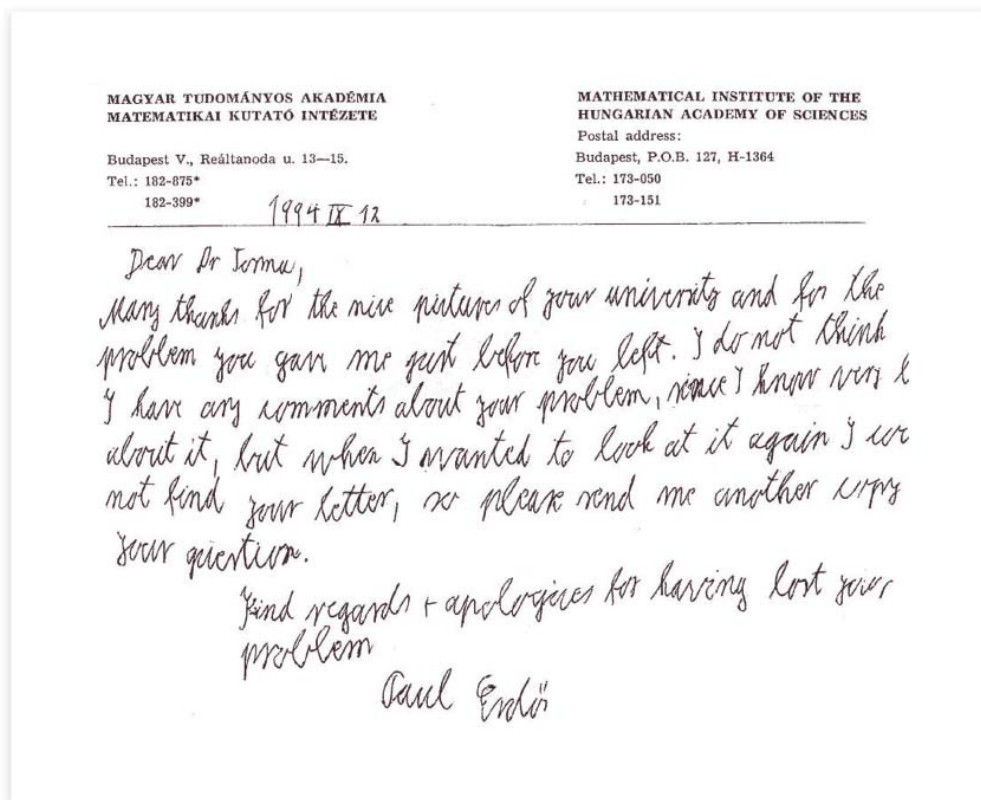 MAGYAR TUDOMÁNYOS AKADÉMIA
MATEMATIKAI KUTATÓ INTÉZETE
Budapest V., Reáltanoda u. 13—15.
Tel.: 182-875*
182-399*
MATHEMATICAL INSTITUTE OF THE
HUNGARIAN ACADEMY OF SCIENCES
Postal address:
Budapest, P.O.B. 127, H-1364
Tel.: 173-050
173-151
1994 IX 12
Dear Dr
Many thanks for the nice pictures of your university and for the
problem you gave me just before you left. I do not think
I have any comments about your problem, since I know very
about it, but when I wanted to look at it again I
not find your letter, so please send me another copy
your question.
Kind regards + apologies for having lost your
problem
Paul Erdős